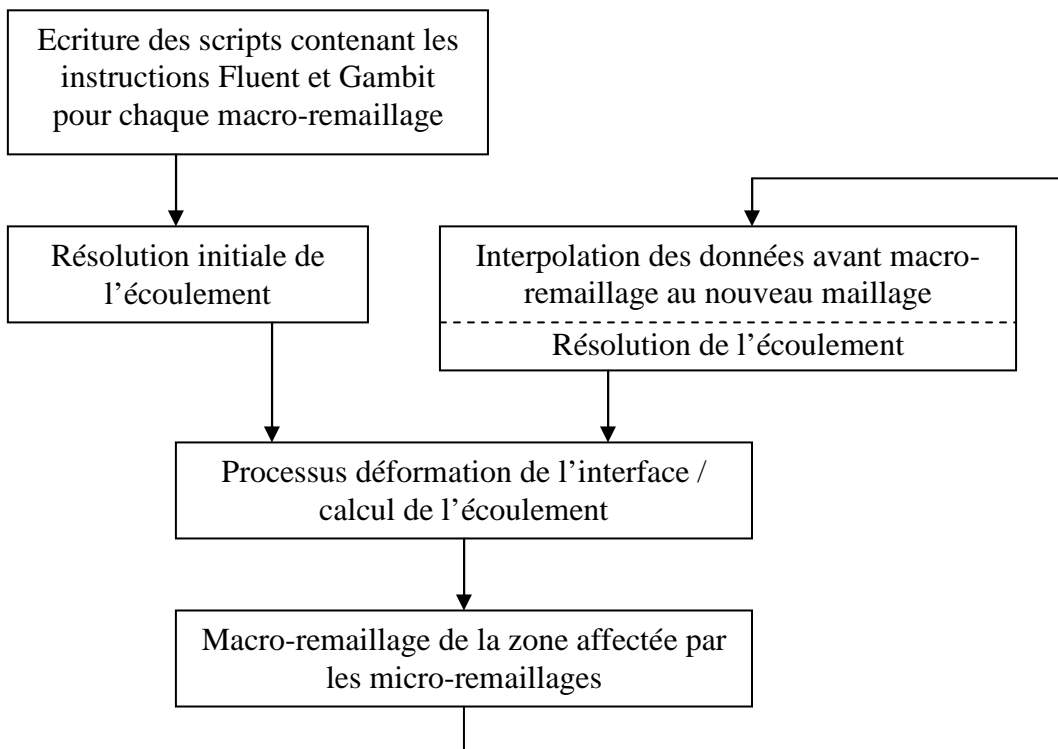 Ecriture des scripts contenant les
instructions Fluent et Gambit
pour chaque macro-remaillage
Résolution initiale de
l’écoulement
Interpolation des données avant macro-
remaillage au nouveau maillage
Résolution de l’écoulement
Processus déformation de l’interface /
calcul de l’écoulement
Macro-remaillage de la zone affectée par
les micro-remaillages